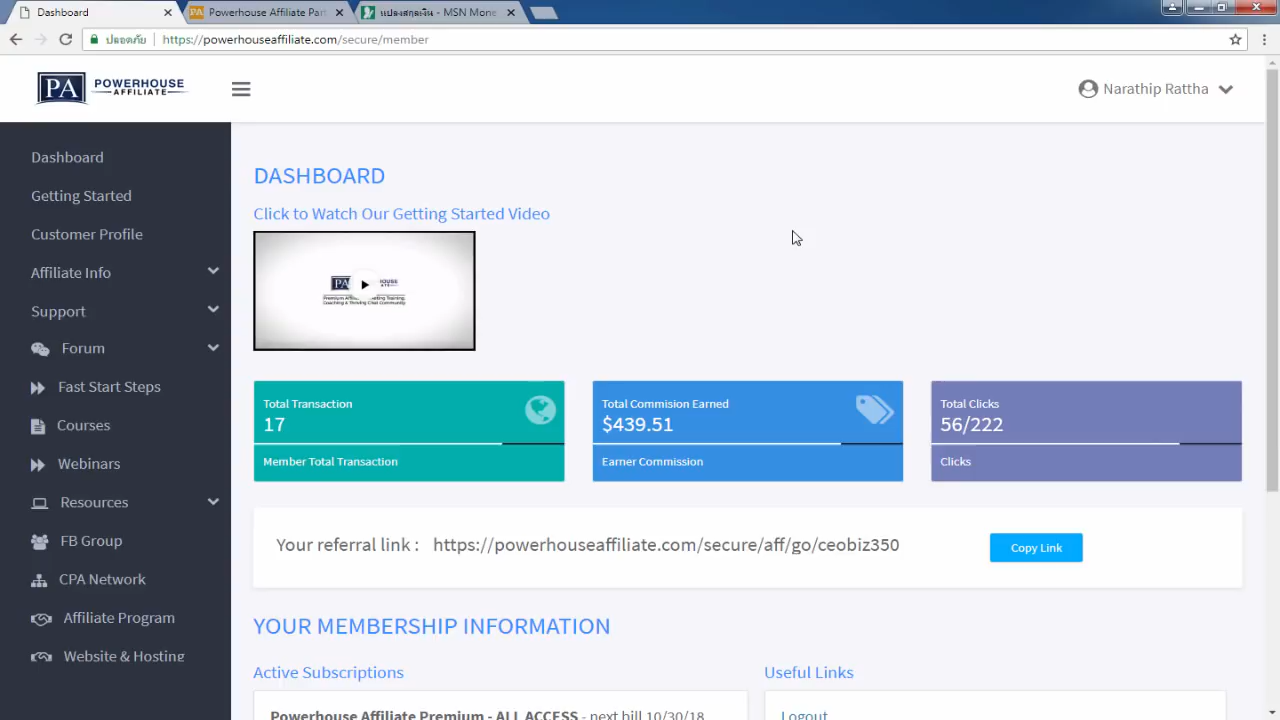 Dashboard
Powerhouse Affiliate Part
แปลงสกุลเงิน - MSN Mone
ปลอดภัย
https://powerhouseaffiliate.com/secure/member
PA POWERHOUSE
AFFILIATE
Narathip Rattha
Dashboard
Getting Started
Customer Profile
Affiliate Info
Support
Forum
Fast Start Steps
Courses
Webinars
Resources
FB Group
CPA Network
Affiliate Program
Website & Hosting
DASHBOARD
Click to Watch Our Getting Started Video
PA
Total Transaction
17
Member Total Transaction
Total Commision Earned
$439.51
Earner Commission
Total Clicks
56/222
Clicks
Your referral link : https://powerhouseaffiliate.com/secure/aff/go/ceobiz350
Copy Link
YOUR MEMBERSHIP INFORMATION
Active Subscriptions
Useful Links
Powerhouse Affiliate Premium - ALL ACCESS - next bill 10/30/18
Logout